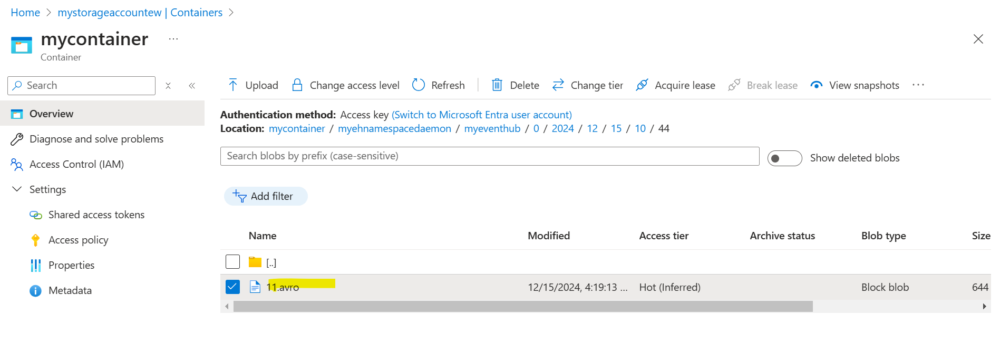 Home > mystorageaccountew | Containers >
mycontainer ...
Container
Search
Overview
Diagnose and solve problems
Access Control (IAM)
Settings
Shared access tokens
Access policy
Properties
Metadata
Upload Change access level Refresh Delete Change tier Acquire lease Break lease View snapshots ...
Authentication method: Access key (Switch to Microsoft Entra user account)
Location: mycontainer / myehnamespacedaemon / myeventhub / 0 / 2024 / 12 / 15 / 10 / 44
Search blobs by prefix (case-sensitive)
Show deleted blobs
Add filter
Name Modified Access tier Archive status Blob type Size
[..]
11.avro 12/15/2024, 4:19:13 ... Hot (Inferred) Block blob 644